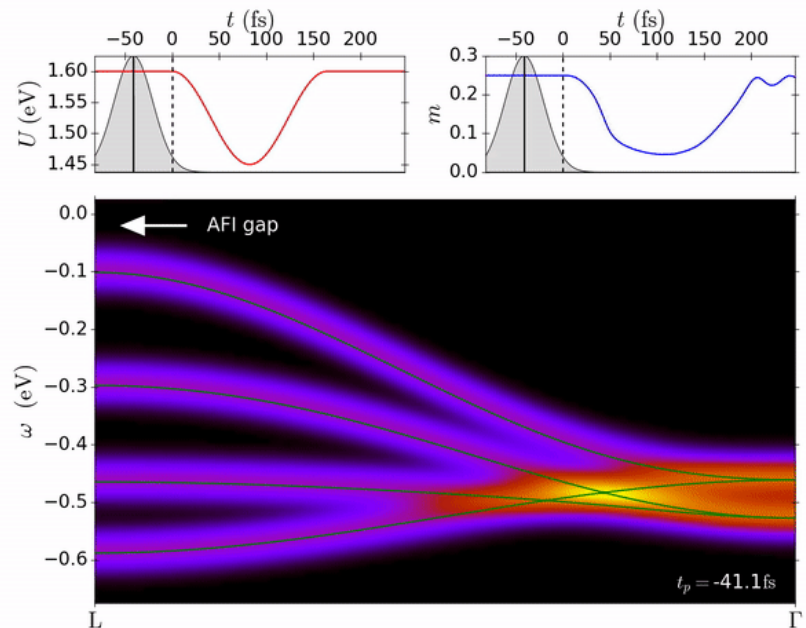 t (fs)
−50 0 50 100 150 200
U (eV)
1.60
1.55
1.50
1.45
t (fs)
−50 0 50 100 150 200
m
0.3
0.2
0.1
0.0
ω (eV)
0.0
−0.1
−0.2
−0.3
−0.4
−0.5
−0.6
AFI gap
t_p = -41.1fs
L Γ